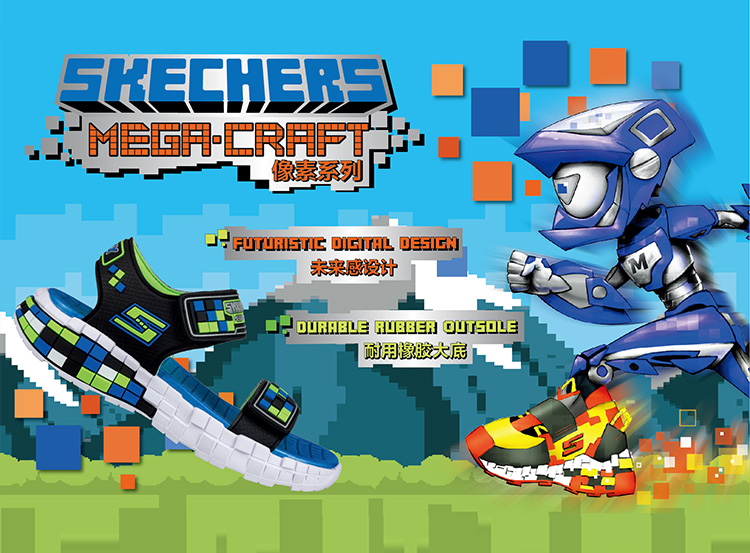 SKECHERS
MEGA·CRAFT
像素系列
FUTURISTIC DIGITAL DESIGN
未来感设计
DURABLE RUBBER OUTSOLE
耐用橡胶大底
S
M
S